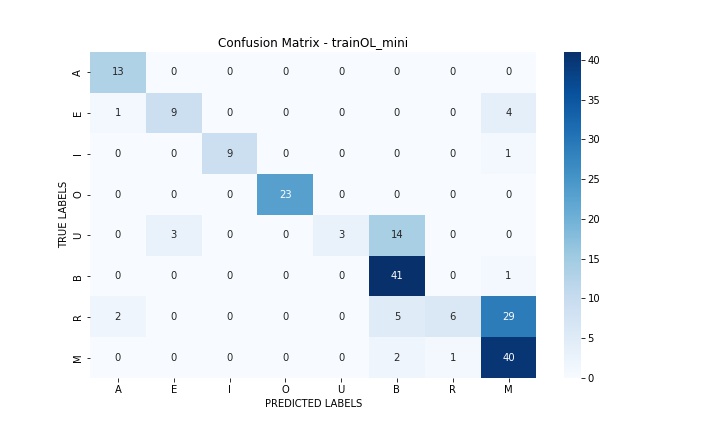 Confusion Matrix - trainOL_mini
A 13 0 0 0 0 0 0 0
E 1 9 0 0 0 0 0 4
I 0 0 9 0 0 0 0 1
O 0 0 0 23 0 0 0 0
U 0 3 0 0 3 14 0 0
B 0 0 0 0 0 41 0 1
R 2 0 0 0 0 5 6 29
M 0 0 0 0 0 2 1 40
A E I O U B R M
TRUE LABELS
PREDICTED LABELS
40
35
30
25
20
15
10
5
0